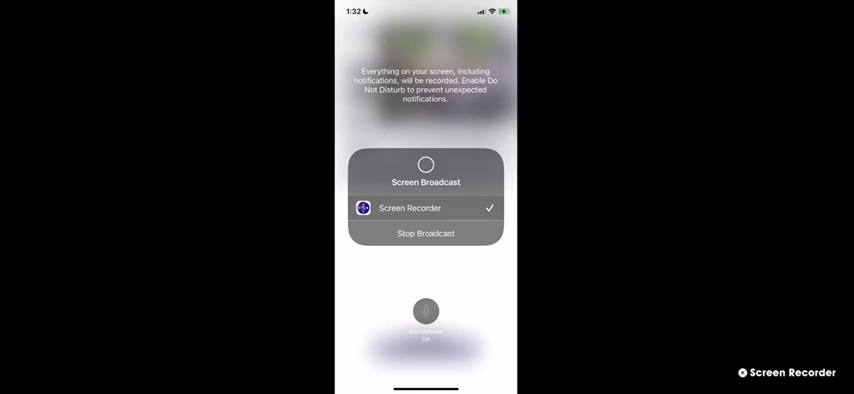 1:32
Everything on your screen, including
notifications, will be recorded. Enable Do
Not Disturb to prevent unexpected
notifications.
Screen Broadcast
Screen Recorder
Stop Broadcast
Microphone
Off
Screen Recorder